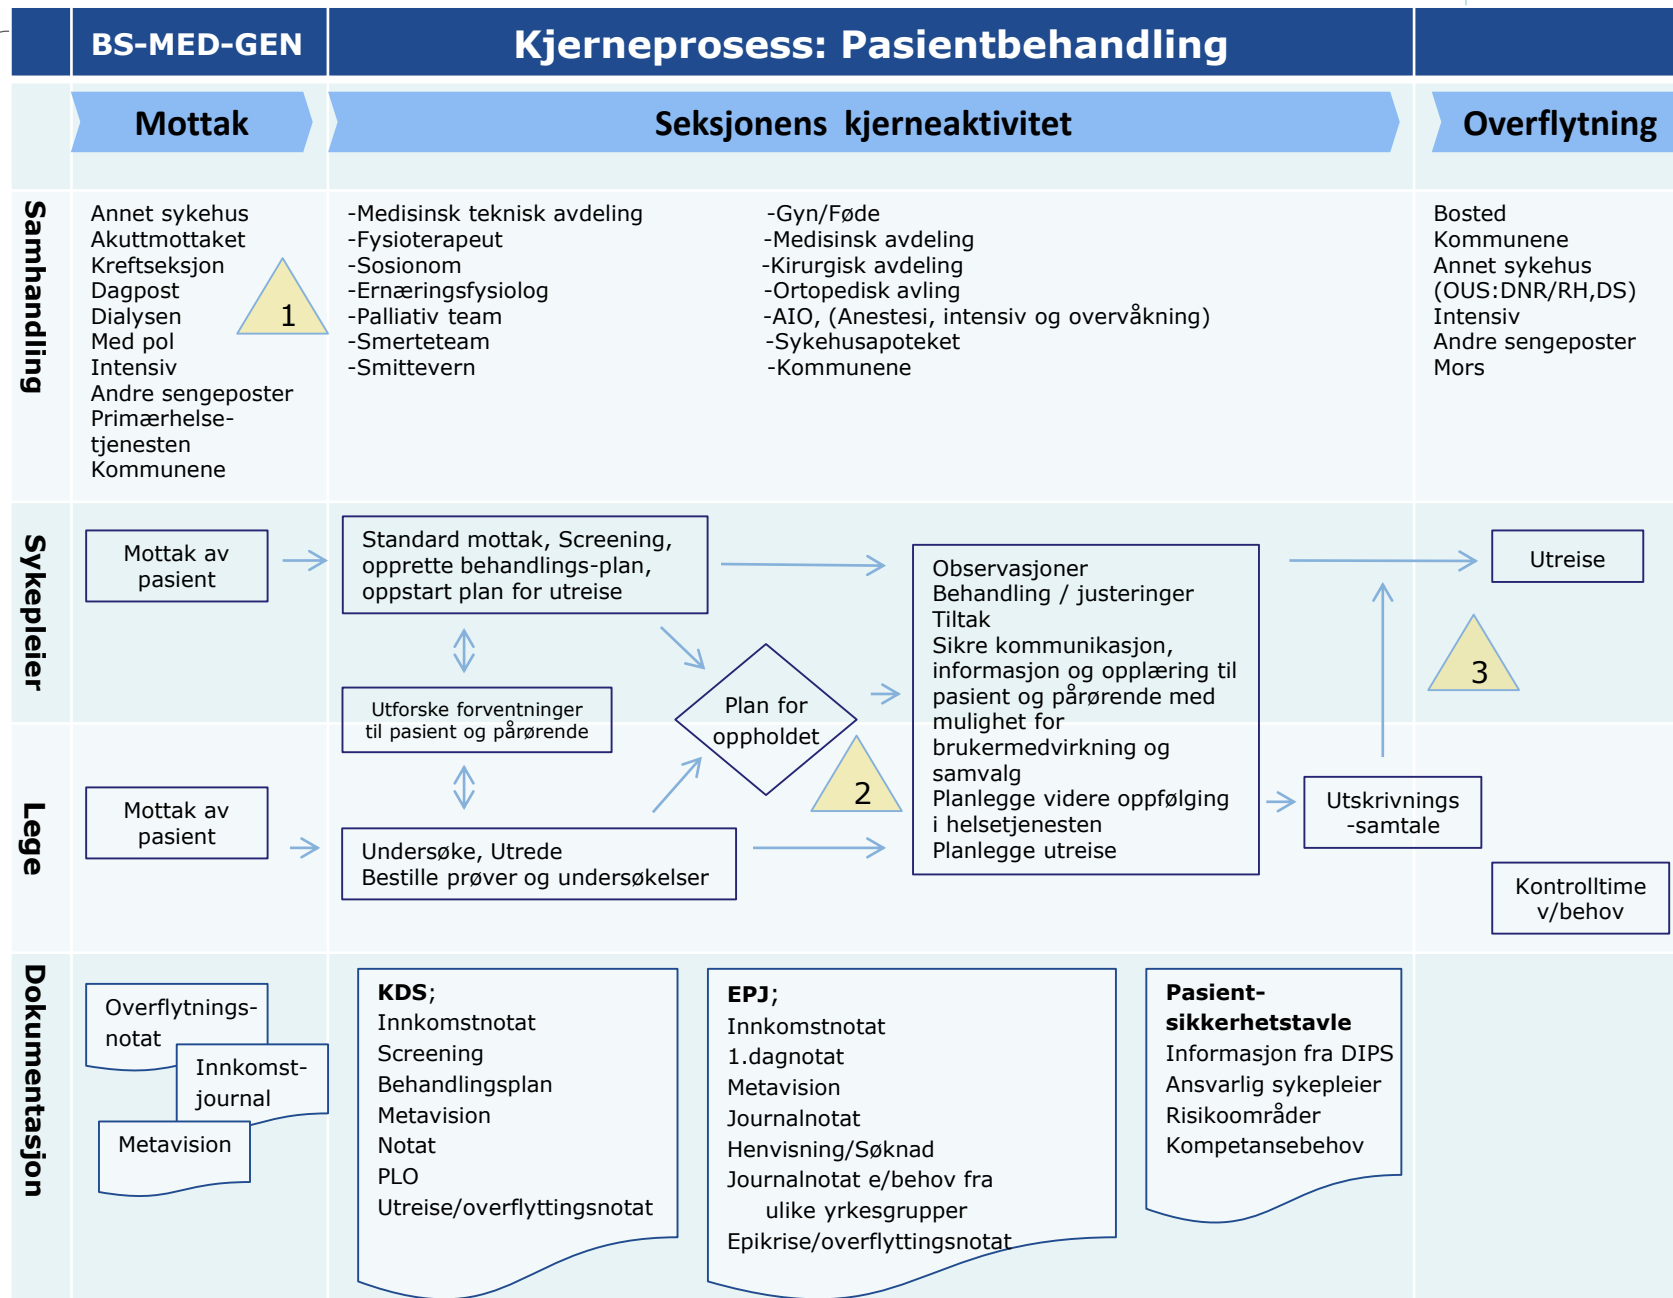 BS-MED-GEN
Kjerneprosess: Pasientbehandling
Mottak
Seksjonens kjerneaktivitet
Overflytning
Samhandling
Annet sykehus
Akuttmottaket
Kreftseksjon
Dagpost
Dialysen
Med pol
Intensiv
Andre sengeposter
Primærhelse-
tjenesten
Kommunene
1
-Medisinsk teknisk avdeling
-Fysioterapeut
-Sosionom
-Ernæringsfysiolog
-Palliativ team
-Smerteteam
-Smittevern
-Gyn/Føde
-Medisinsk avdeling
-Kirurgisk avdeling
-Ortopedisk avling
-AIO, (Anestesi, intensiv og overvåkning)
-Sykehusapoteket
-Kommunene
Bosted
Kommunene
Annet sykehus
(OUS:DNR/RH,DS)
Intensiv
Andre sengeposter
Mors
Sykepleier
Mottak av
pasient
Standard mottak, Screening,
opprette behandlings-plan,
oppstart plan for utreise
Utforske forventninger
til pasient og pårørende
Plan for
oppholdet
2
Observasjoner
Behandling / justeringer
Tiltak
Sikre kommunikasjon,
informasjon og opplæring til
pasient og pårørende med
mulighet for
brukermedvirkning og
samvalg
Planlegge videre oppfølging
i helsetjenesten
Planlegge utreise
Utreise
3
Lege
Mottak av
pasient
Undersøke, Utrede
Bestille prøver og undersøkelser
Utskrivnings
-samtale
Kontrolltime
v/behov
Dokumentasjon
Overflytnings-
notat
Innkomst-
journal
Metavision
KDS;
Innkomstnotat
Screening
Behandlingsplan
Metavision
Notat
PLO
Utreise/overflyttingsnotat
EPJ;
Innkomstnotat
1.dagnotat
Metavision
Journalnotat
Henvisning/Søknad
Journalnotat e/behov fra
ulike yrkesgrupper
Epikrise/overflyttingsnotat
Pasient-
sikkerhetstavle
Informasjon fra DIPS
Ansvarlig sykepleier
Risikoområder
Kompetansebehov